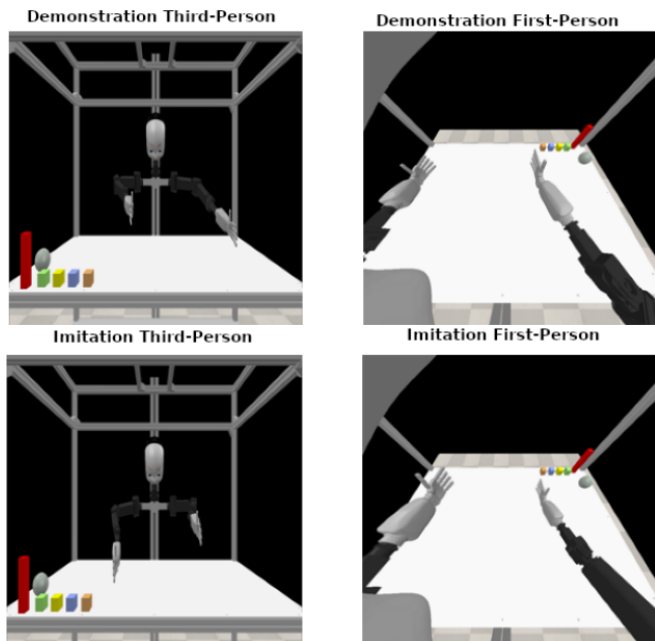 Demonstration Third-Person
Demonstration First-Person
Imitation Third-Person
Imitation First-Person